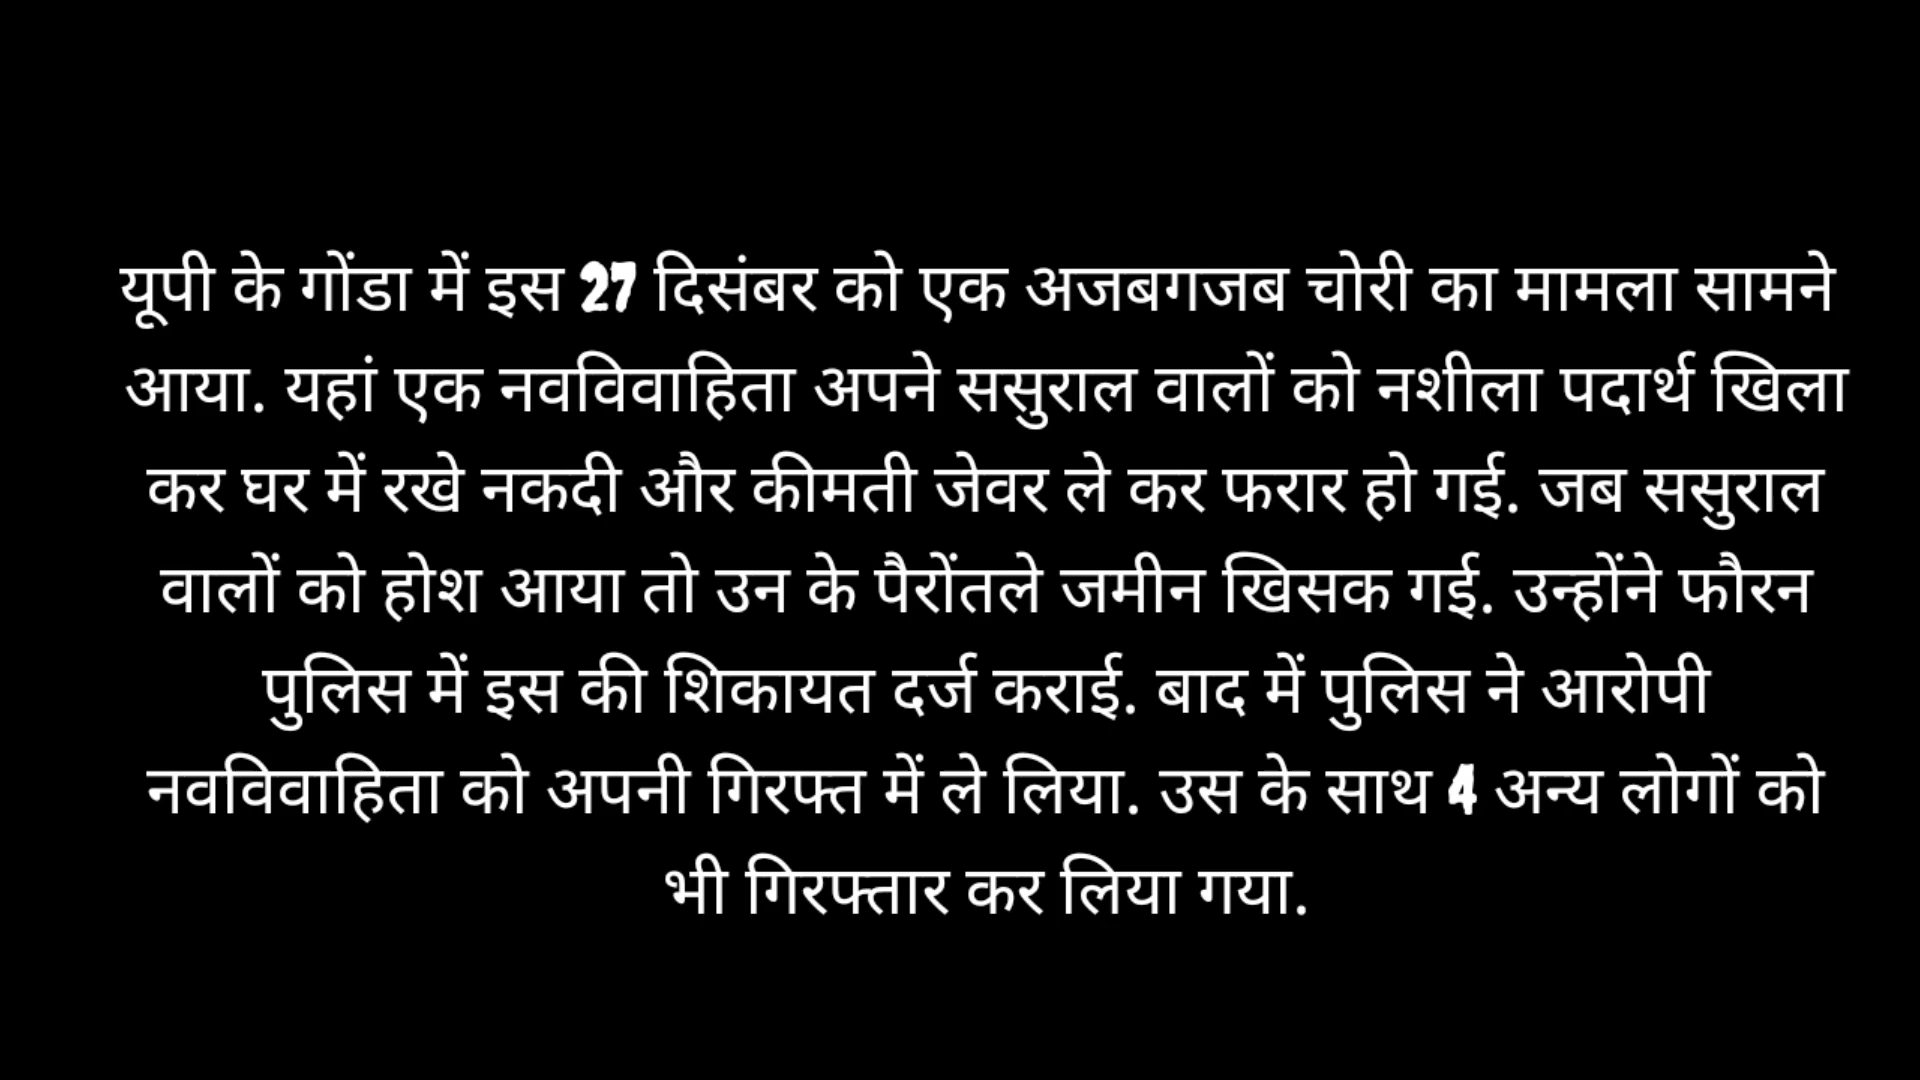 यूपी के गोंडा में इस 27 दिसंबर को एक अजबगजब चोरी का मामला सामने
आया. यहां एक नवविवाहिता अपने ससुराल वालों को नशीला पदार्थ खिला
कर घर में रखे नकदी और कीमती जेवर ले कर फरार हो गई. जब ससुराल
वालों को होश आया तो उन के पैरोंतले जमीन खिसक गई. उन्होंने फौरन
पुलिस में इस की शिकायत दर्ज कराई. बाद में पुलिस ने आरोपी
नवविवाहिता को अपनी गिरफ्त में ले लिया. उस के साथ 4 अन्य लोगों को
भी गिरफ्तार कर लिया गया.